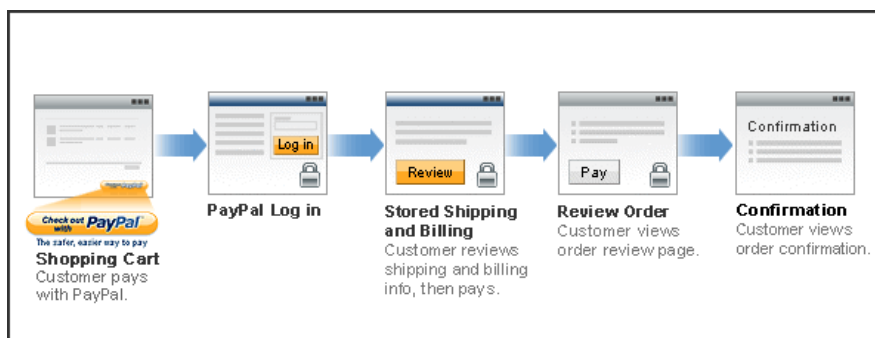 Check out
with PayPal
The safer, easier way to pay
Shopping Cart
Customer pays
with PayPal.
Log in
PayPal Log in
Review
Stored Shipping
and Billing
Customer reviews
shipping and billing
info, then pays.
Pay
Review Order
Customer views
order review page.
Confirmation
Confirmation
Customer views
order confirmation.